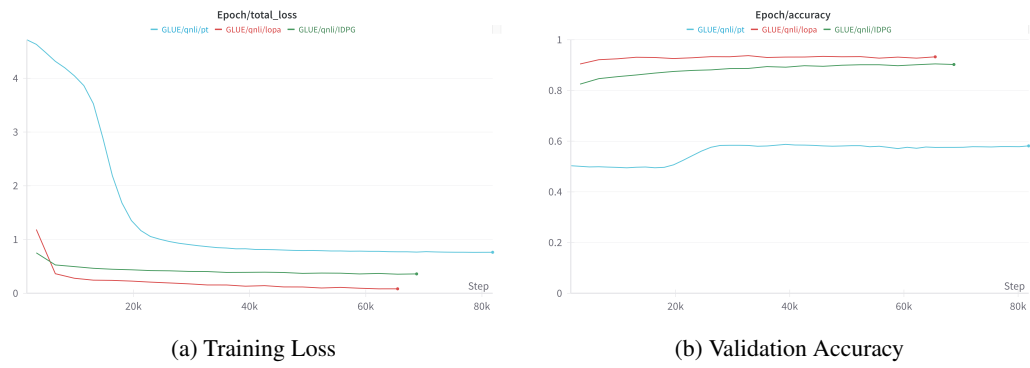 Epoch/total_loss
GLUE/qnli/pt GLUE/qnli/lopa GLUE/qnli/IDPG
4
3
2
1
0
20k 40k 60k 80k
Step
(a) Training Loss
Epoch/accuracy
GLUE/qnli/pt GLUE/qnli/lopa GLUE/qnli/IDPG
1
0.8
0.6
0.4
0.2
0
20k 40k 60k 80k
Step
(b) Validation Accuracy